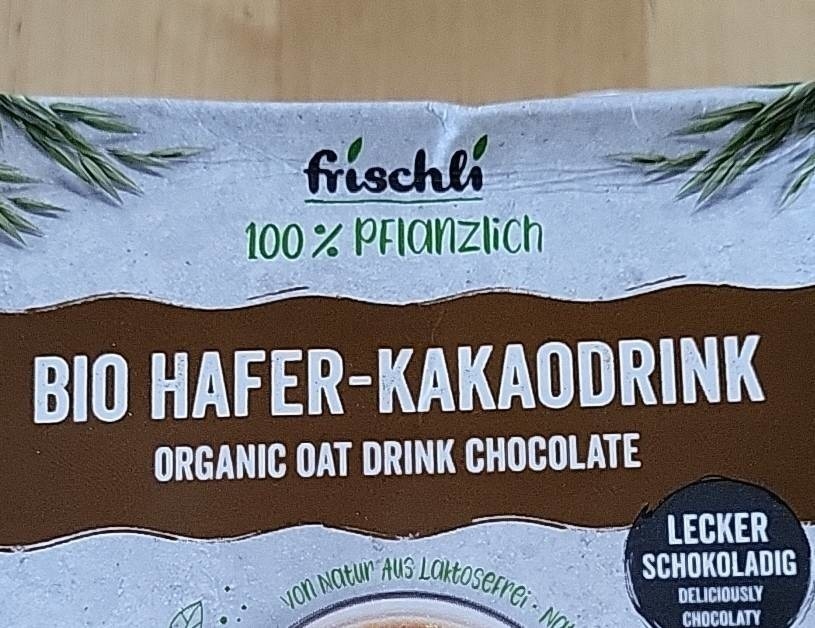 frischli
100% Pflanzlich
BIO HAFER-KAKAODRINK
ORGANIC OAT DRINK CHOCOLATE
LECKER
SCHOKOLADIG
DELICIOUSLY
CHOCOLATY
Von Natur Aus Laktosefrei •